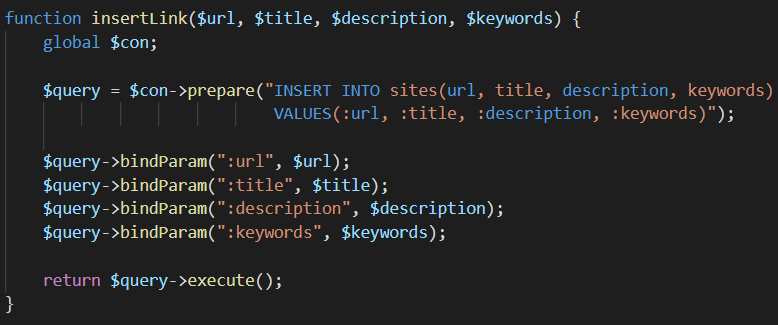 function insertLink($url, $title, $description, $keywords) {
    global $con;

    $query = $con->prepare("INSERT INTO sites(url, title, description, keywords)
                            VALUES(:url, :title, :description, :keywords)");

    $query->bindParam(":url", $url);
    $query->bindParam(":title", $title);
    $query->bindParam(":description", $description);
    $query->bindParam(":keywords", $keywords);

    return $query->execute();
}